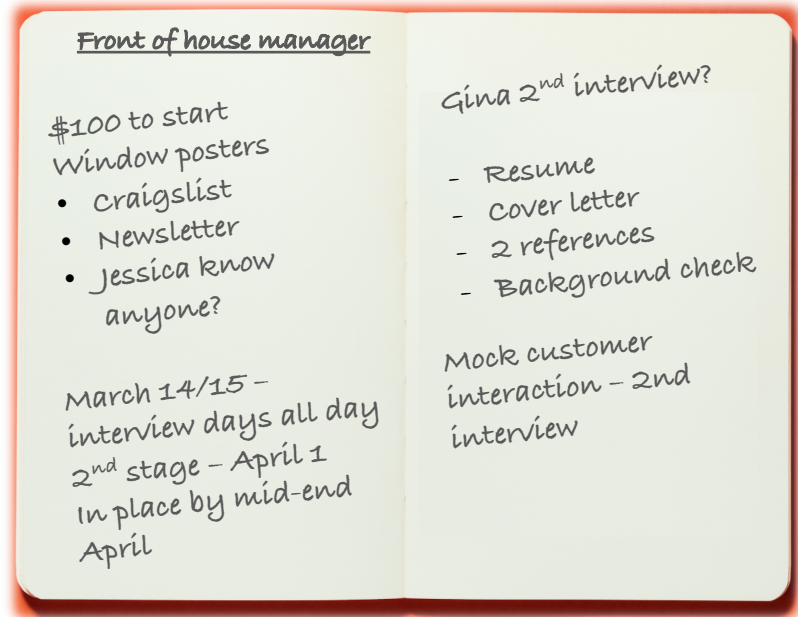 Front of house manager
$100 to start
Window posters
• Craigslist
• Newsletter
• Jessica know
anyone?
March 14/15 –
interview days all day
2nd stage – April 1
In place by mid-end
April
Gina 2nd interview?
- Resume
- Cover letter
- 2 references
- Background check
Mock customer
interaction – 2nd
interview